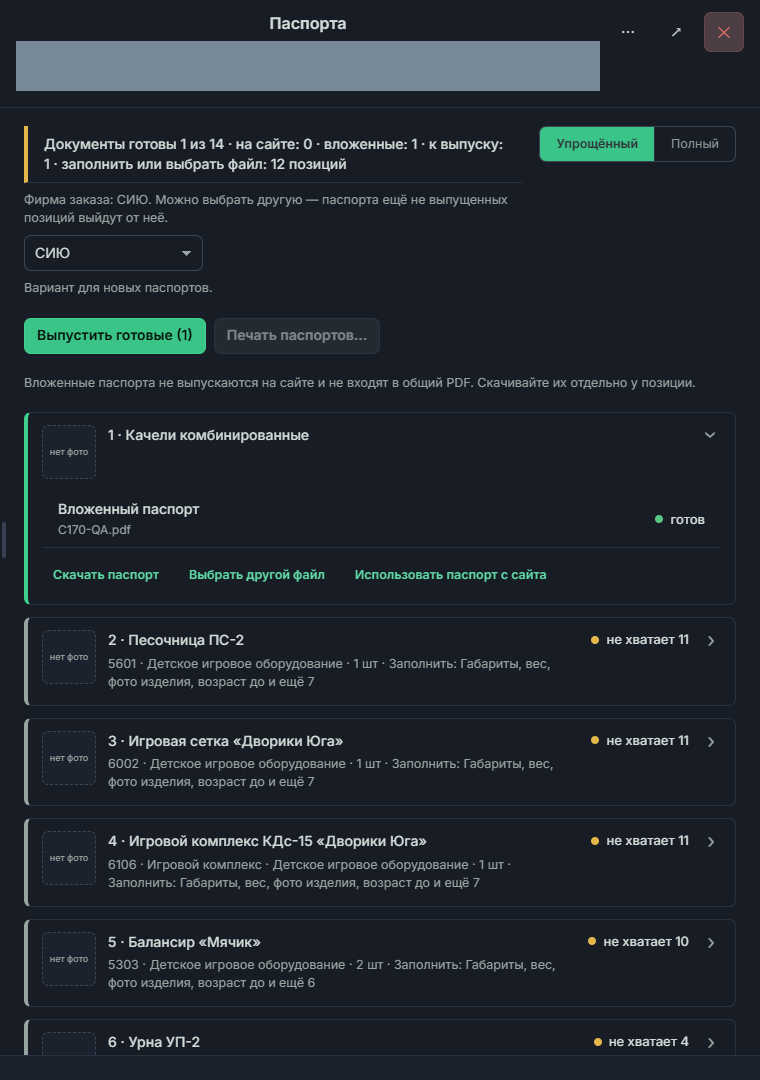 Паспорта
Документы готовы 1 из 14 · на сайте: 0 · вложенные: 1 · к выпуску:
1 · заполнить или выбрать файл: 12 позиций
Упрощённый
Полный
Фирма заказа: СИЮ. Можно выбрать другую — паспорта ещё не выпущенных
позиций выйдут от неё.
СИЮ
Вариант для новых паспортов.
Выпустить готовые (1)
Печать паспортов...
Вложенные паспорта не выпускаются на сайте и не входят в общий PDF. Скачивайте их отдельно у позиции.
нет фото
1 · Качели комбинированные
Вложенный паспорт
C170-QA.pdf
готов
Скачать паспорт
Выбрать другой файл
Использовать паспорт с сайта
нет фото
2 · Песочница ПС-2
не хватает 11
5601 · Детское игровое оборудование · 1 шт · Заполнить: Габариты, вес,
фото изделия, возраст до и ещё 7
нет фото
3 · Игровая сетка «Дворики Юга»
не хватает 11
6002 · Детское игровое оборудование · 1 шт · Заполнить: Габариты, вес,
фото изделия, возраст до и ещё 7
нет фото
4 · Игровой комплекс КДс-15 «Дворики Юга»
не хватает 11
6106 · Игровой комплекс · Детское игровое оборудование · 1 шт ·
Заполнить: Габариты, вес, фото изделия, возраст до и ещё 7
нет фото
5 · Балансир «Мячик»
не хватает 10
5303 · Детское игровое оборудование · 2 шт · Заполнить: Габариты, вес,
фото изделия, возраст до и ещё 6
6 · Урна УП-2
не хватает 4